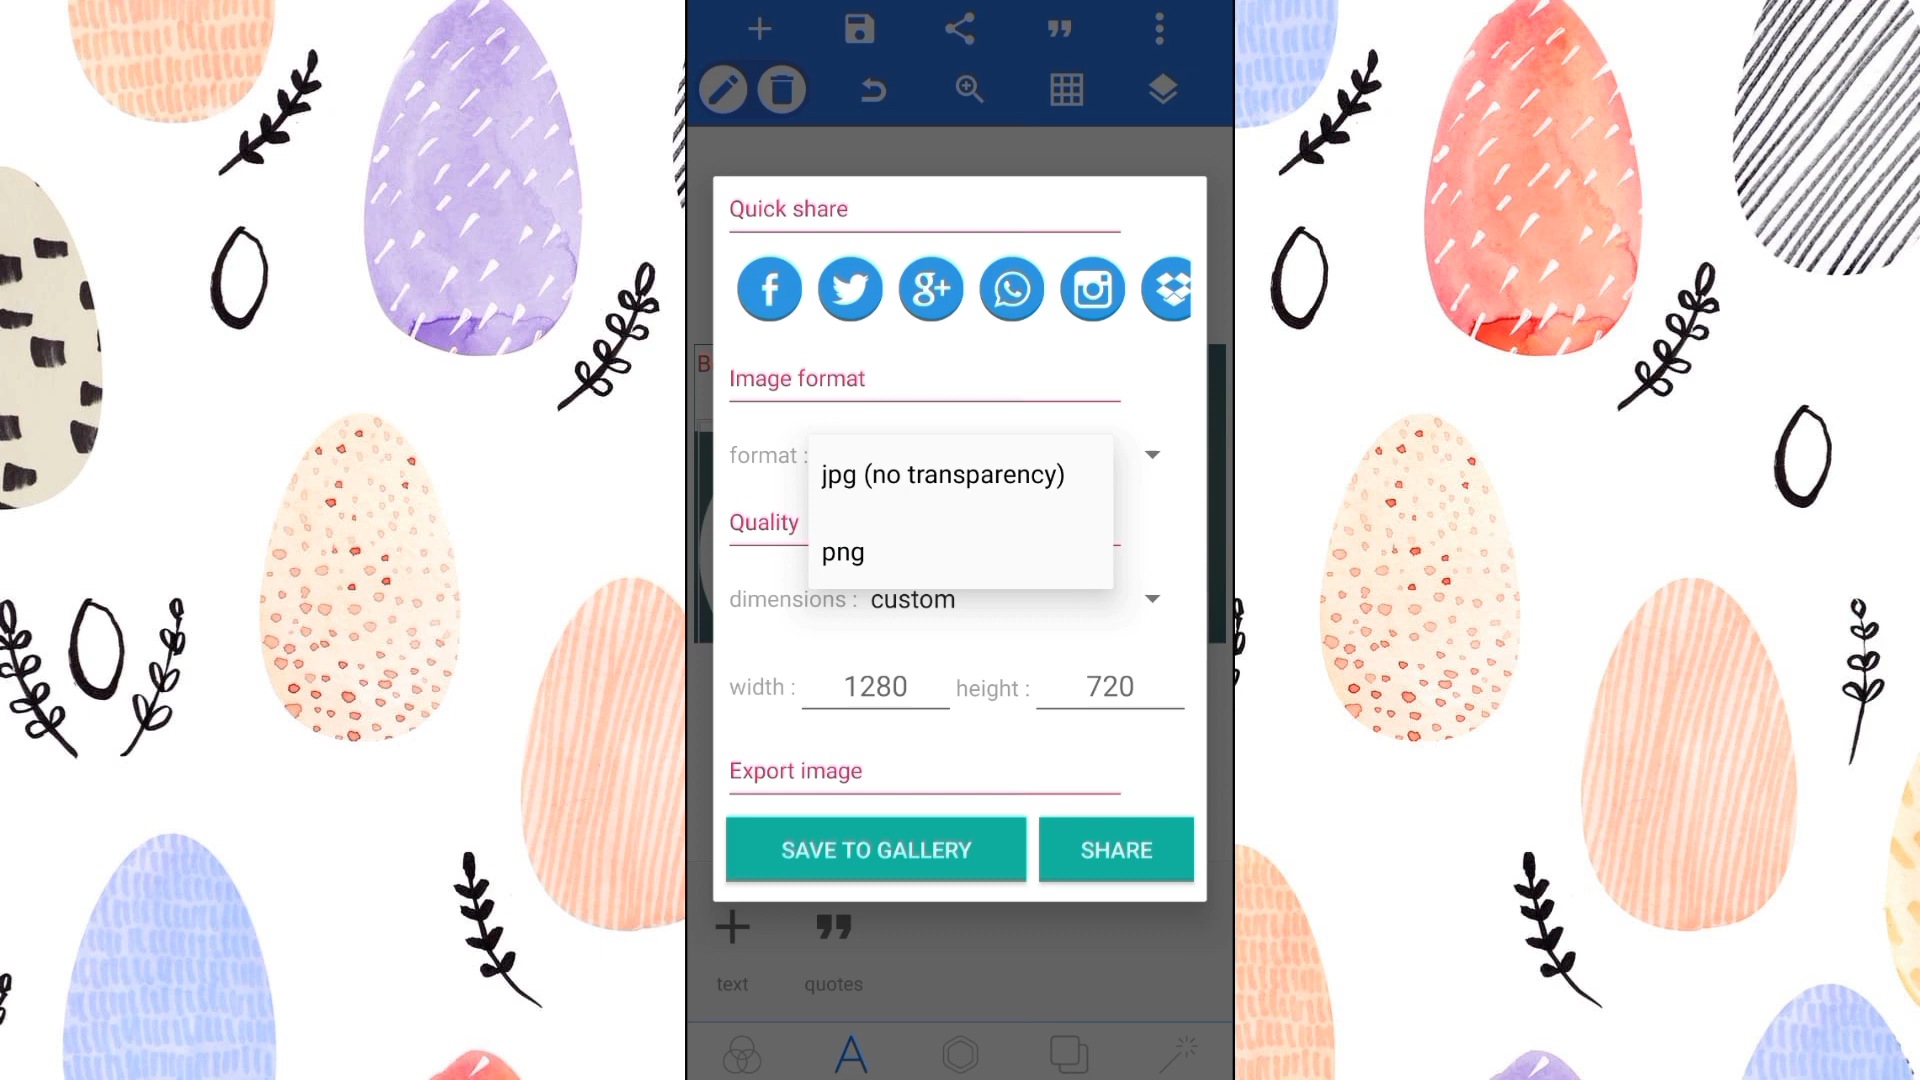 Quick share
Image format
format :
jpg (no transparency)
Quality
png
dimensions : custom
width : 1280 height : 720
Export image
SAVE TO GALLERY SHARE
text quotes